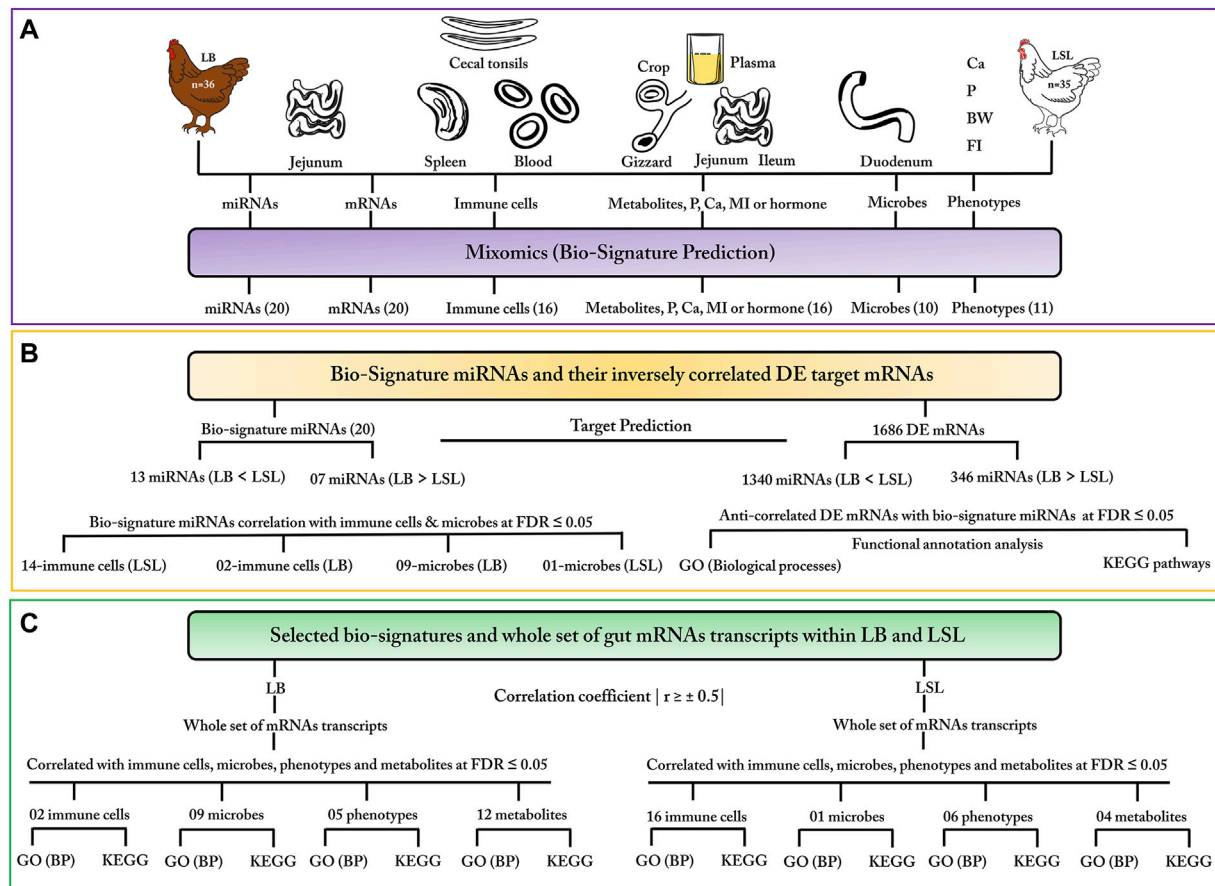 A
LB
n=36
Cecal tonsils
Crop
Plasma
LSL
n=35
Ca
P
BW
FI
Jejunum
Spleen
Blood
Gizzard
Jejunum
Ileum
Duodenum
miRNAs
mRNAs
Immune cells
Metabolites, P, Ca, MI or hormone
Microbes
Phenotypes
Mixomics (Bio-Signature Prediction)
miRNAs (20)
mRNAs (20)
Immune cells (16)
Metabolites, P, Ca, MI or hormone (16)
Microbes (10)
Phenotypes (11)
B
Bio-Signature miRNAs and their inversely correlated DE target mRNAs
Bio-signature miRNAs (20)
Target Prediction
1686 DE mRNAs
13 miRNAs (LB < LSL)
07 miRNAs (LB > LSL)
1340 miRNAs (LB < LSL)
346 miRNAs (LB > LSL)
Bio-signature miRNAs correlation with immune cells & microbes at FDR ≤ 0.05
14-immune cells (LSL)
02-immune cells (LB)
09-microbes (LB)
01-microbes (LSL)
Anti-correlated DE mRNAs with bio-signature miRNAs at FDR ≤ 0.05
Functional annotation analysis
GO (Biological processes)
KEGG pathways
C
Selected bio-signatures and whole set of gut mRNAs transcripts within LB and LSL
LB
Correlation coefficient | r ≥ ± 0.5|
LSL
Whole set of mRNAs transcripts
Whole set of mRNAs transcripts
Correlated with immune cells, microbes, phenotypes and metabolites at FDR ≤ 0.05
Correlated with immune cells, microbes, phenotypes and metabolites at FDR ≤ 0.05
02 immune cells
09 microbes
05 phenotypes
12 metabolites
16 immune cells
01 microbes
06 phenotypes
04 metabolites
GO (BP)
KEGG
GO (BP)
KEGG
GO (BP)
KEGG
GO (BP)
KEGG
GO (BP)
KEGG
GO (BP)
KEGG
GO (BP)
KEGG
GO (BP)
KEGG